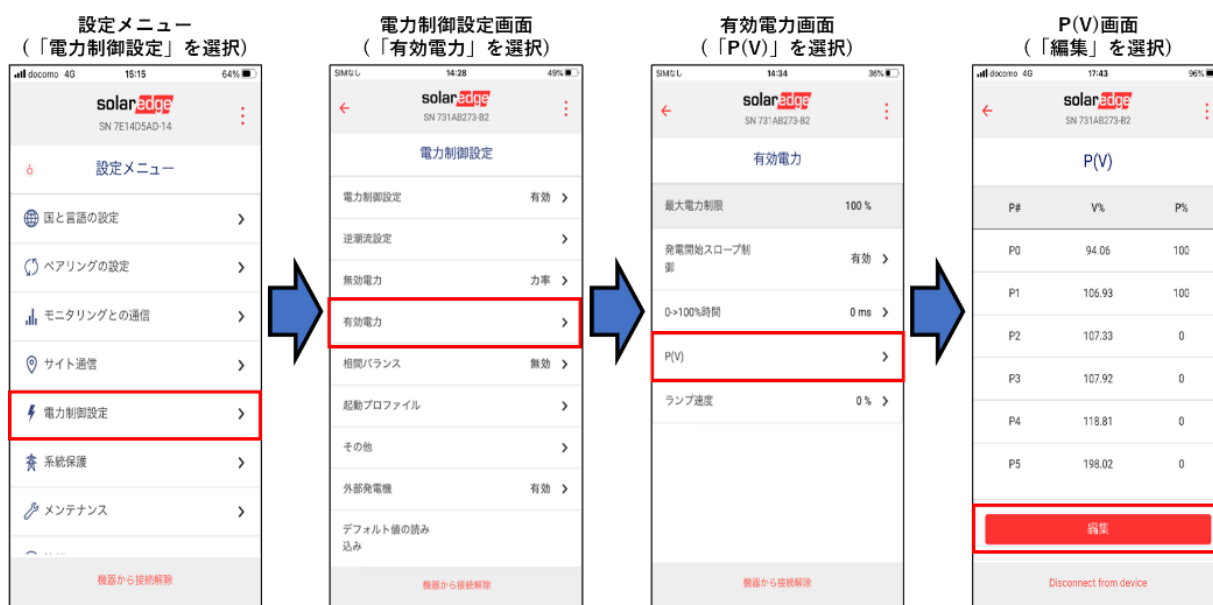 設定メニュー
(「電力制御設定」を選択)
docomo 4G 15:15 64%
solaredge
SN 7E14D5AD-14
設定メニュー
国と言語の設定
ペアリングの設定
モニタリングとの通信
サイト通信
電力制御設定
系統保護
メンテナンス
機器から接続解除
電力制御設定画面
(「有効電力」を選択)
SIMなし 14:28 49%
solaredge
SN 731AB273-B2
電力制御設定
電力制御設定 有効
逆潮流設定
無効電力 力率
有効電力
相間バランス 無効
起動プロファイル
その他
外部発電機 有効
デフォルト値の読み
込み
機器から接続解除
有効電力画面
(「P(V)」を選択)
SIMなし 14:34 36%
solaredge
SN 731AB273-B2
有効電力
最大電力制限 100 %
発電開始スロープ制
御 有効
0->100%時間 0 ms
P(V)
ランプ速度 0 %
機器から接続解除
P(V)画面
(「編集」を選択)
docomo 4G 17:43 96%
solaredge
SN 731AB273-B2
P(V)
P# V% P%
P0 94.06 100
P1 106.93 100
P2 107.33 0
P3 107.92 0
P4 118.81 0
P5 198.02 0
編集
Disconnect from device